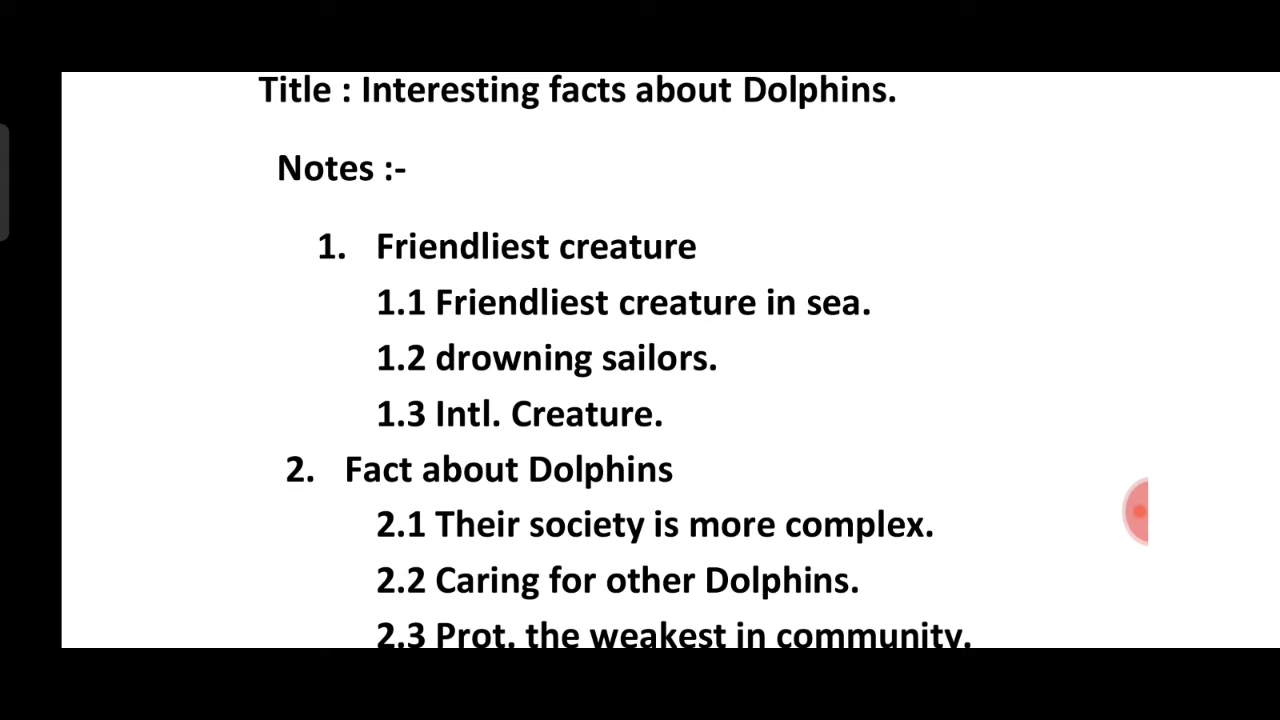 Title : Interesting facts about Dolphins.
Notes :-
1. Friendliest creature
1.1 Friendliest creature in sea.
1.2 drowning sailors.
1.3 Intl. Creature.
2. Fact about Dolphins
2.1 Their society is more complex.
2.2 Caring for other Dolphins.
2.3 Prot. the weakest in community.